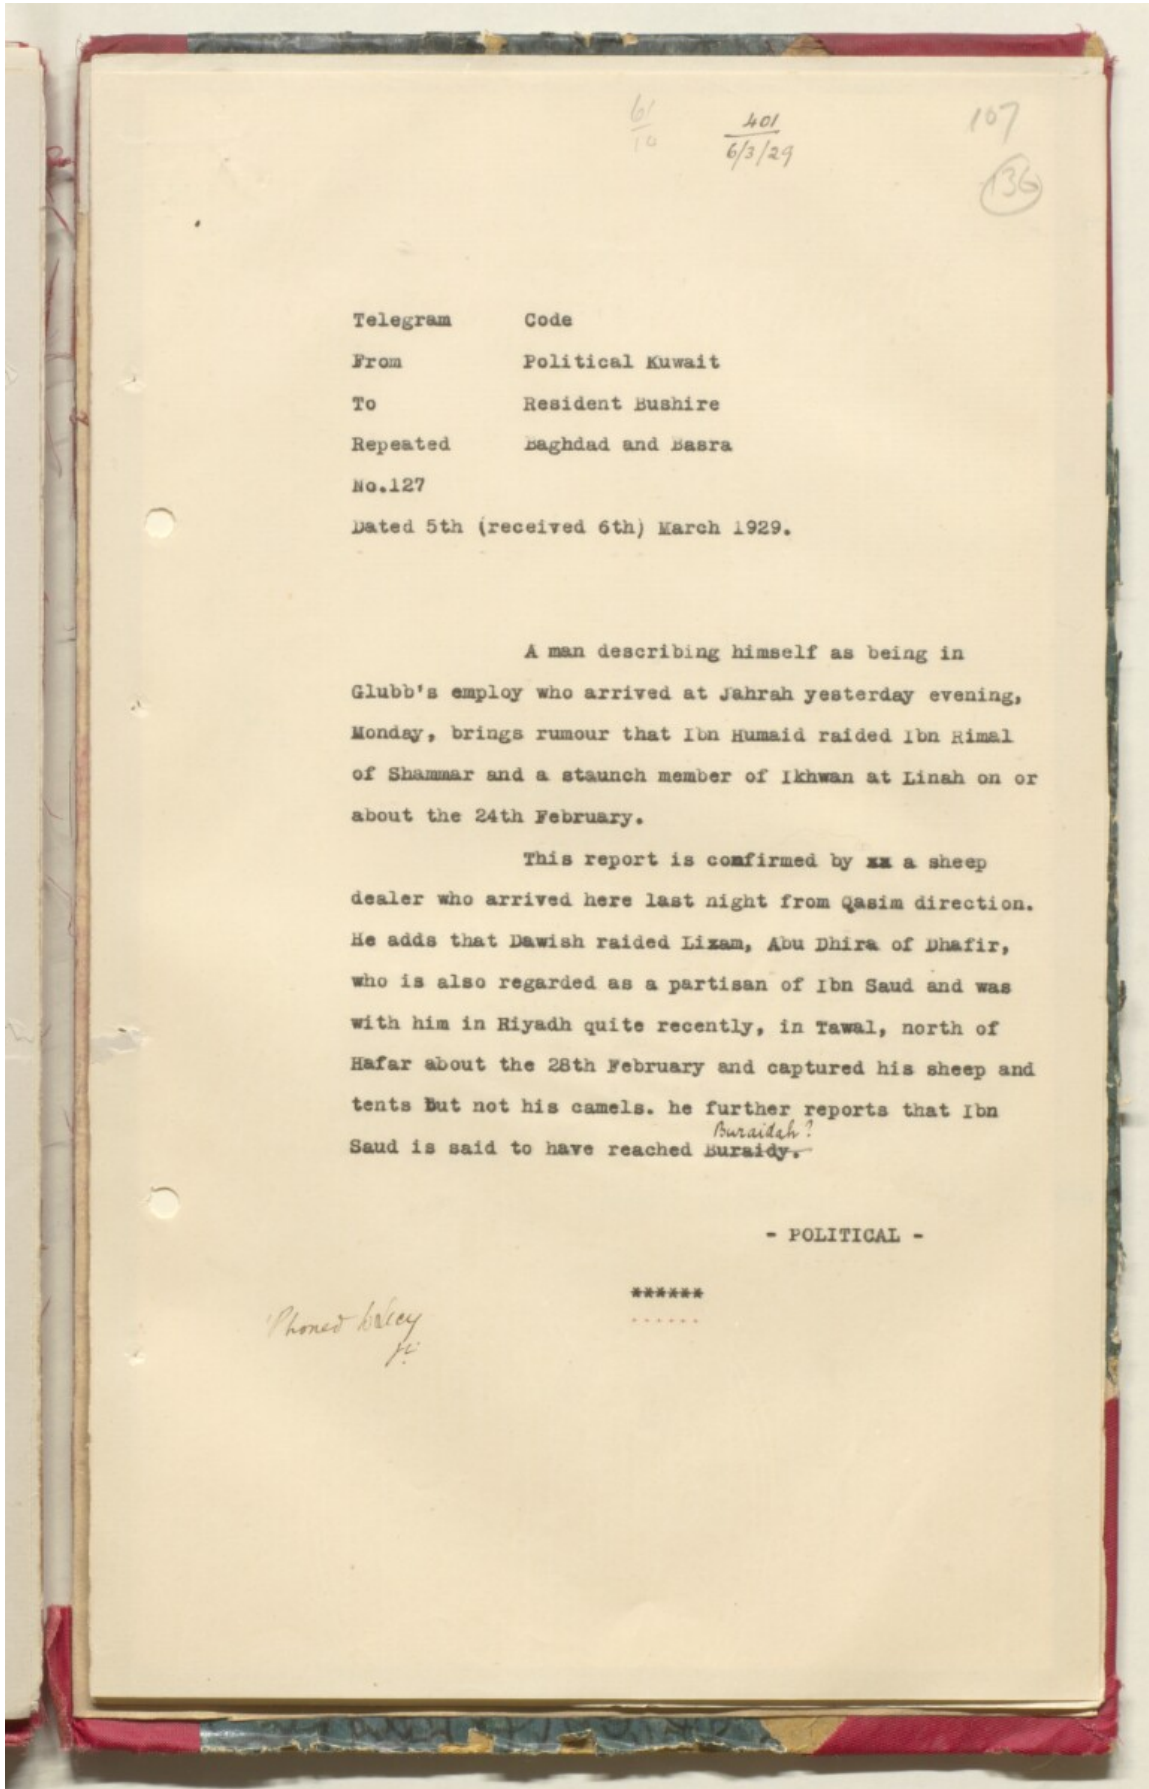 61
10
401
6/3/29
107
136
Telegram Code
From Political Kuwait
To Resident Bushire
Repeated Baghdad and Basra
No.127
Dated 5th (received 6th) March 1929.
A man describing himself as being in
Glubb's employ who arrived at Jahrah yesterday evening,
Monday, brings rumour that Ibn Humaid raided Ibn Rimal
of Shammar and a staunch member of Ikhwan at Linah on or
about the 24th February.
This report is confirmed by xx a sheep
dealer who arrived here last night from Qasim direction.
He adds that Dawish raided Lizam, Abu Dhira of Dhafir,
who is also regarded as a partisan of Ibn Saud and was
with him in Riyadh quite recently, in Tawal, north of
Hafar about the 28th February and captured his sheep and
tents But not his camels. he further reports that Ibn
Buraidah?
Saud is said to have reached Buraidy.
- POLITICAL -
******
......
'Phoned